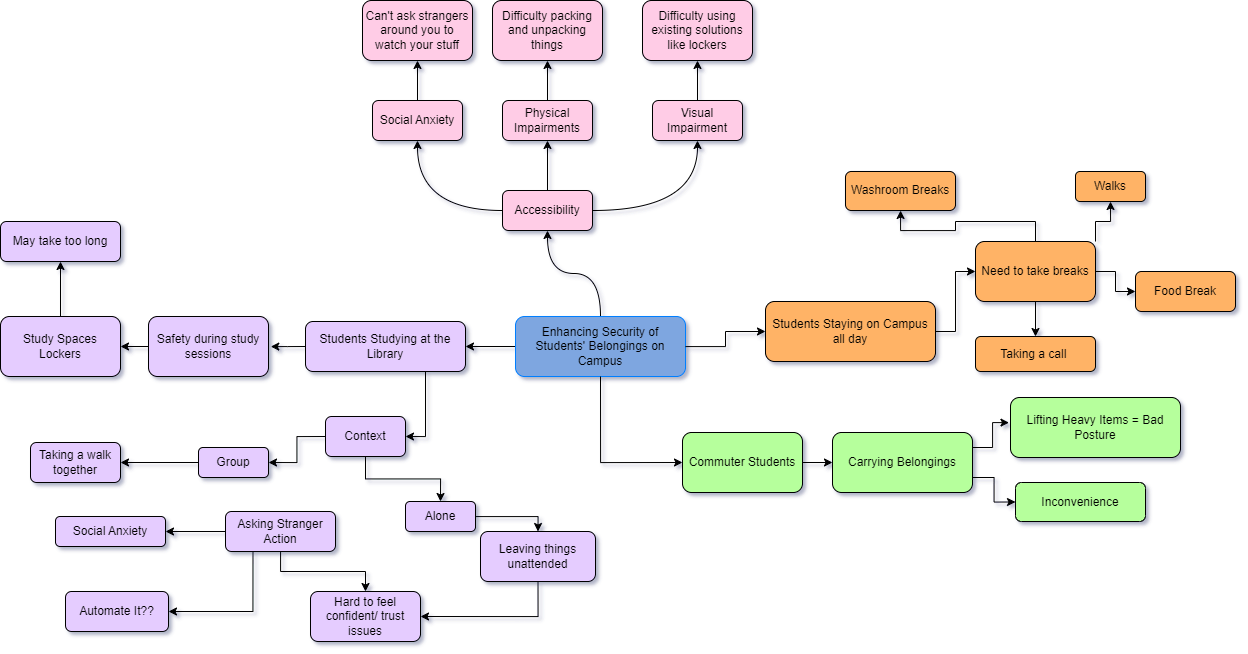 Can't ask strangers
around you to
watch your stuff
Difficulty packing
and unpacking
things
Difficulty using
existing solutions
like lockers
Social Anxiety
Physical
Impairments
Visual
Impairment
Accessibility
Washroom Breaks
Walks
Need to take breaks
Food Break
Students Staying on Campus
all day
Taking a call
May take too long
Study Spaces
Lockers
Safety during study
sessions
Students Studying at the
Library
Enhancing Security of
Students' Belongings on
Campus
Context
Group
Taking a walk
together
Alone
Leaving things
unattended
Asking Stranger
Action
Social Anxiety
Automate It??
Hard to feel
confident/ trust
issues
Commuter Students
Carrying Belongings
Lifting Heavy Items = Bad
Posture
Inconvenience